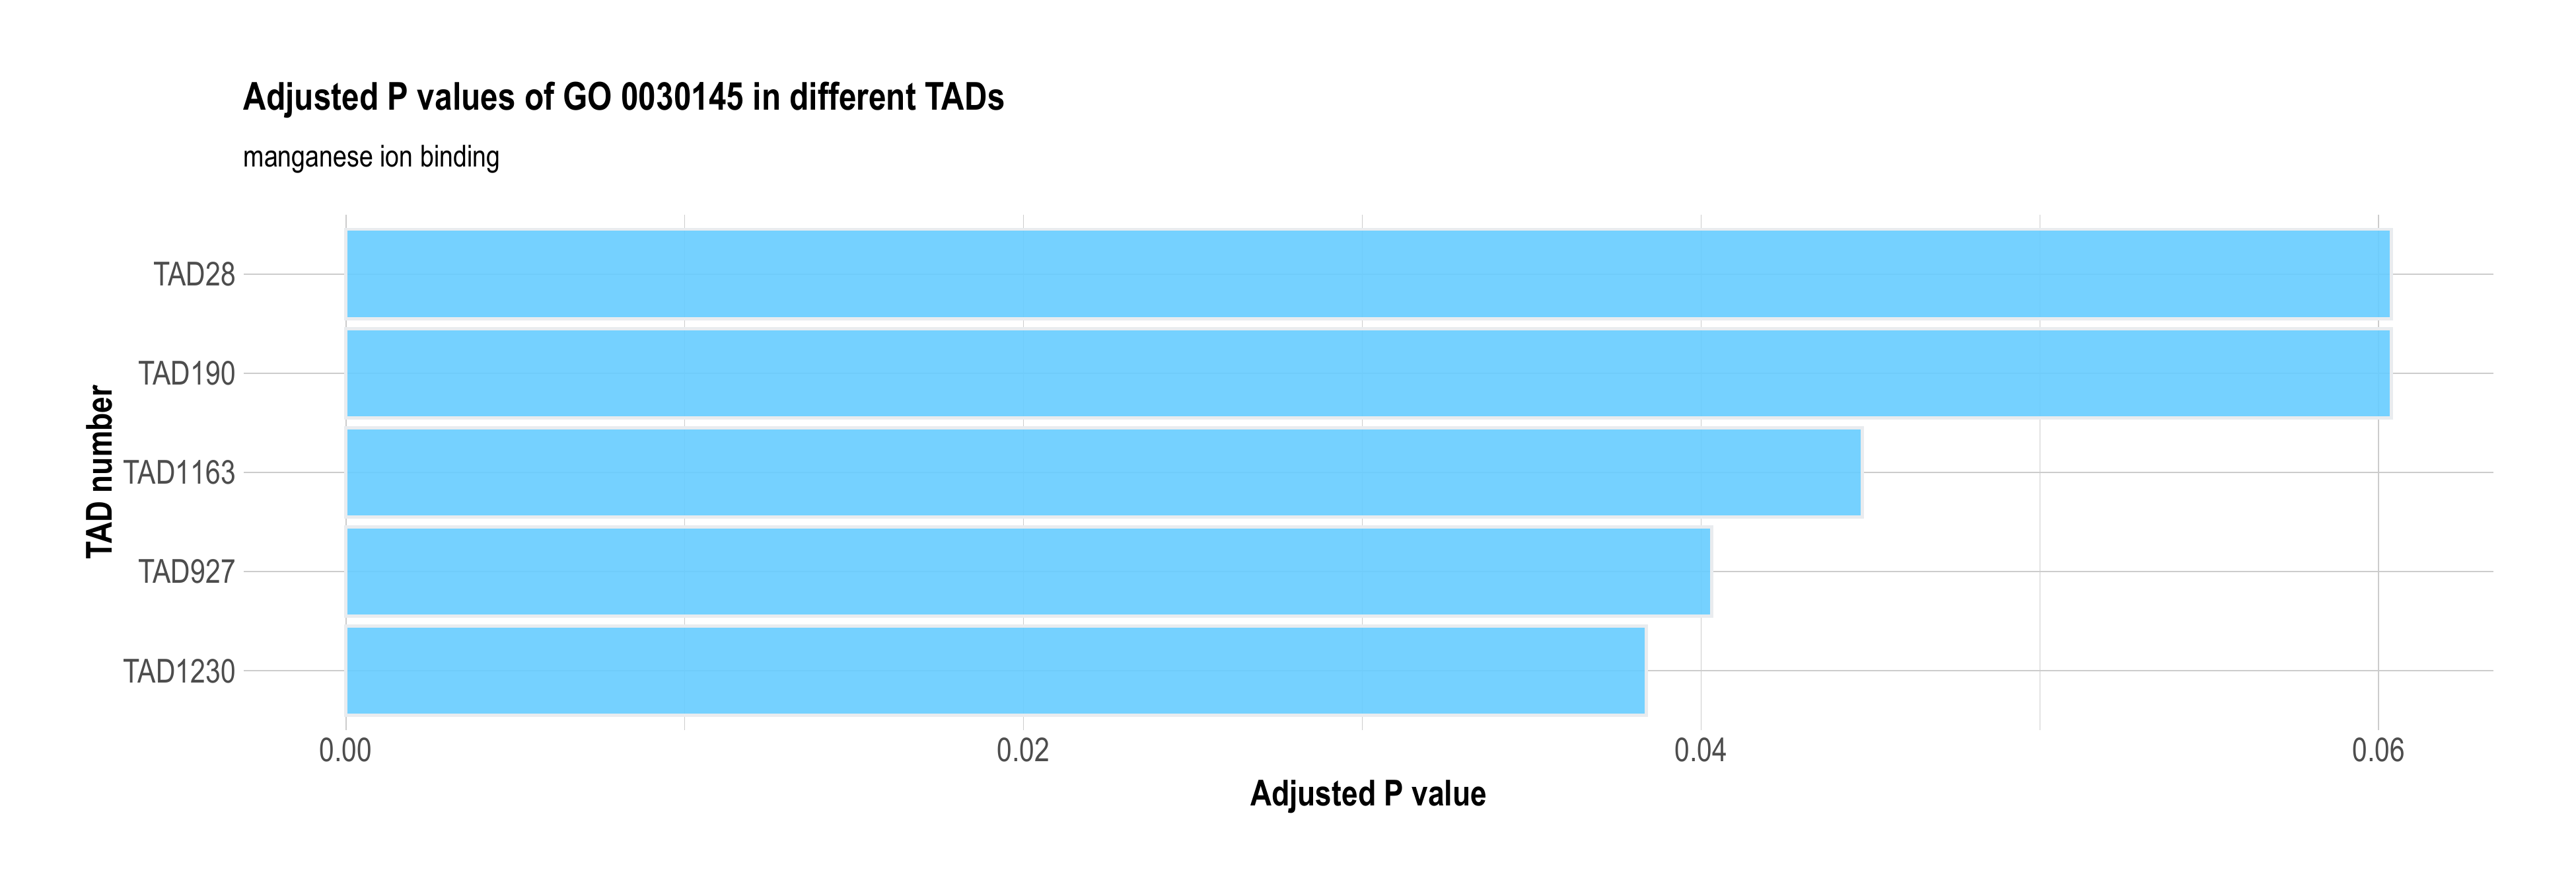 Adjusted P values of GO 0030145 in different TADs
manganese ion binding
TAD number
TAD28
TAD190
TAD1163
TAD927
TAD1230
0.00 0.02 0.04 0.06
Adjusted P value